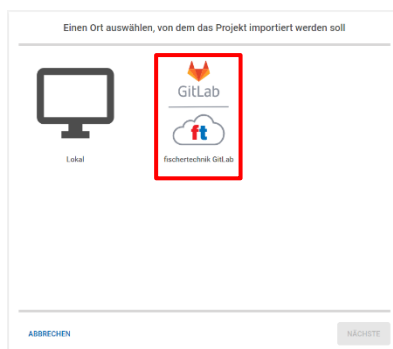 Einen Ort auswählen, von dem das Projekt importiert werden soll
GitLab
ft
Lokal
fischertechnik GitLab
ABBRECHEN
NÄCHSTE